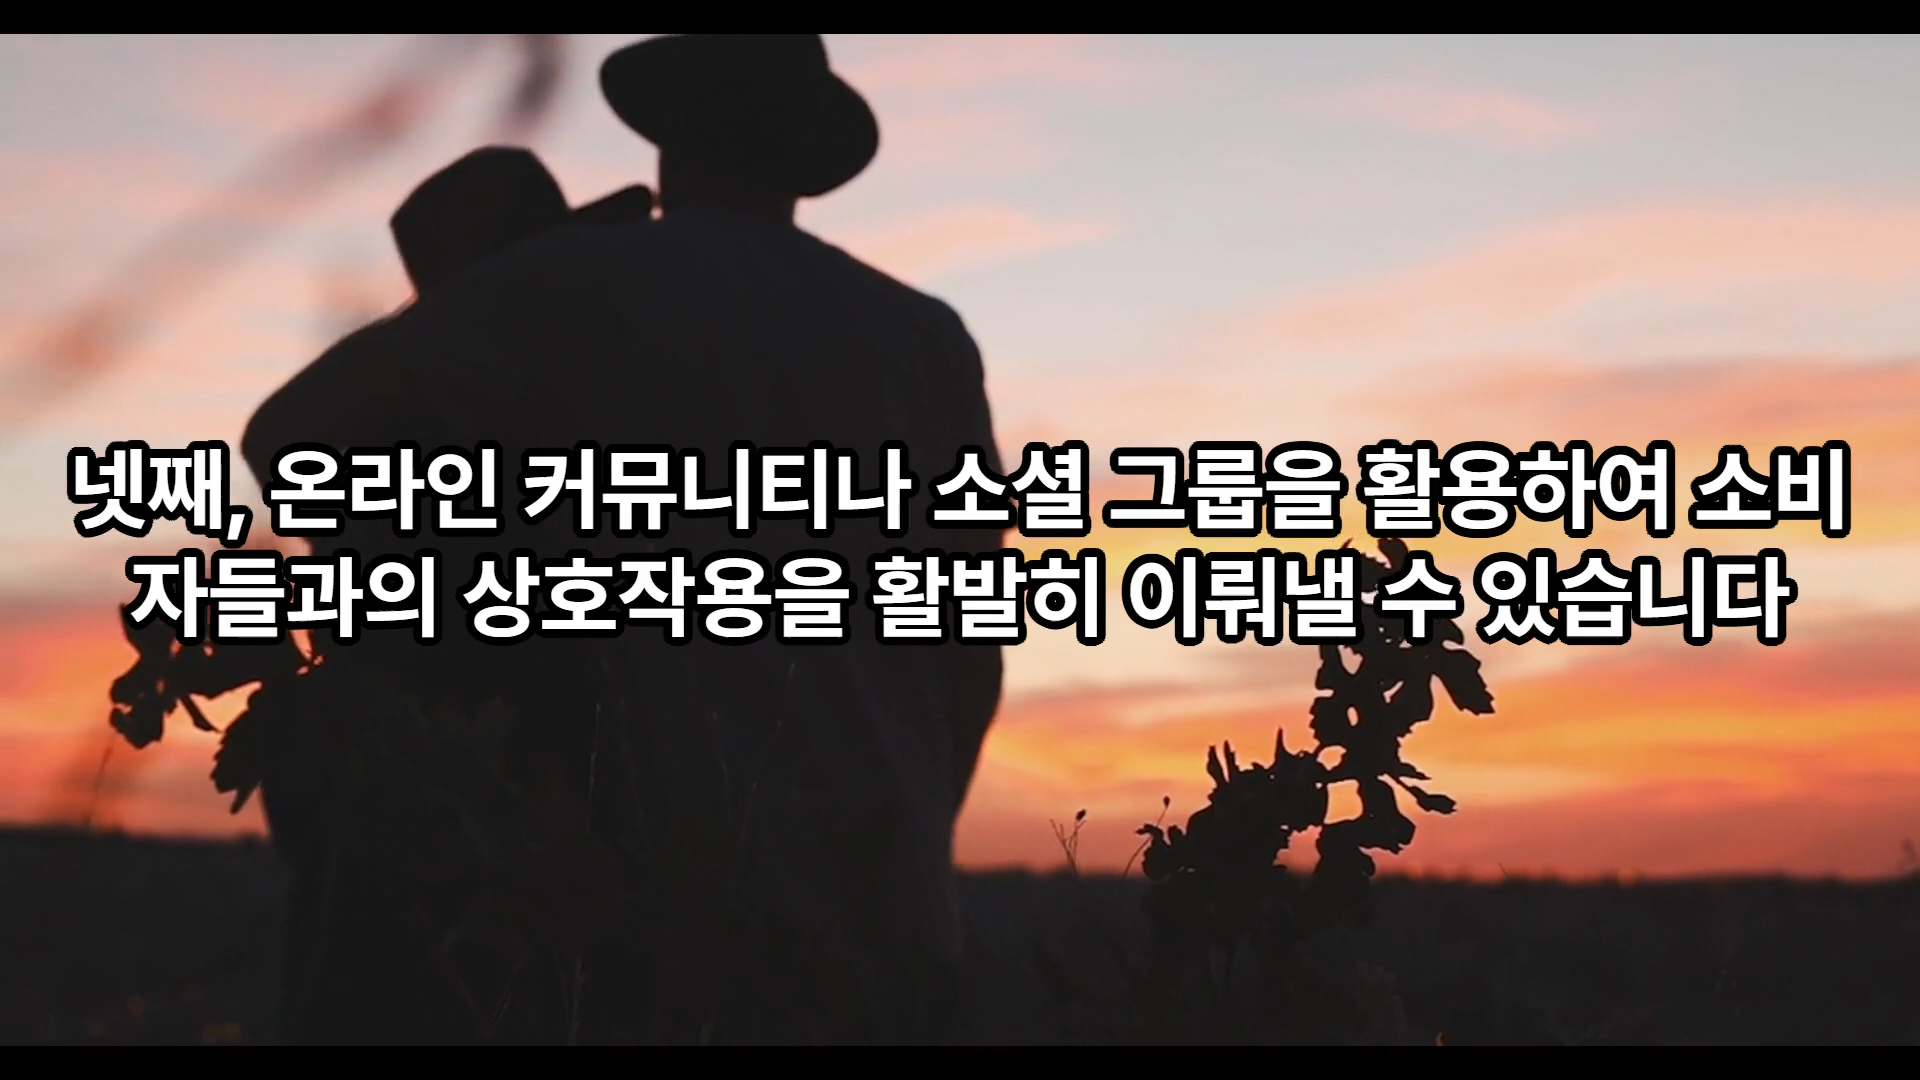 넷째, 온라인 커뮤니티나 소셜 그룹을 활용하여 소비
자들과의 상호작용을 활발히 이뤄낼 수 있습니다